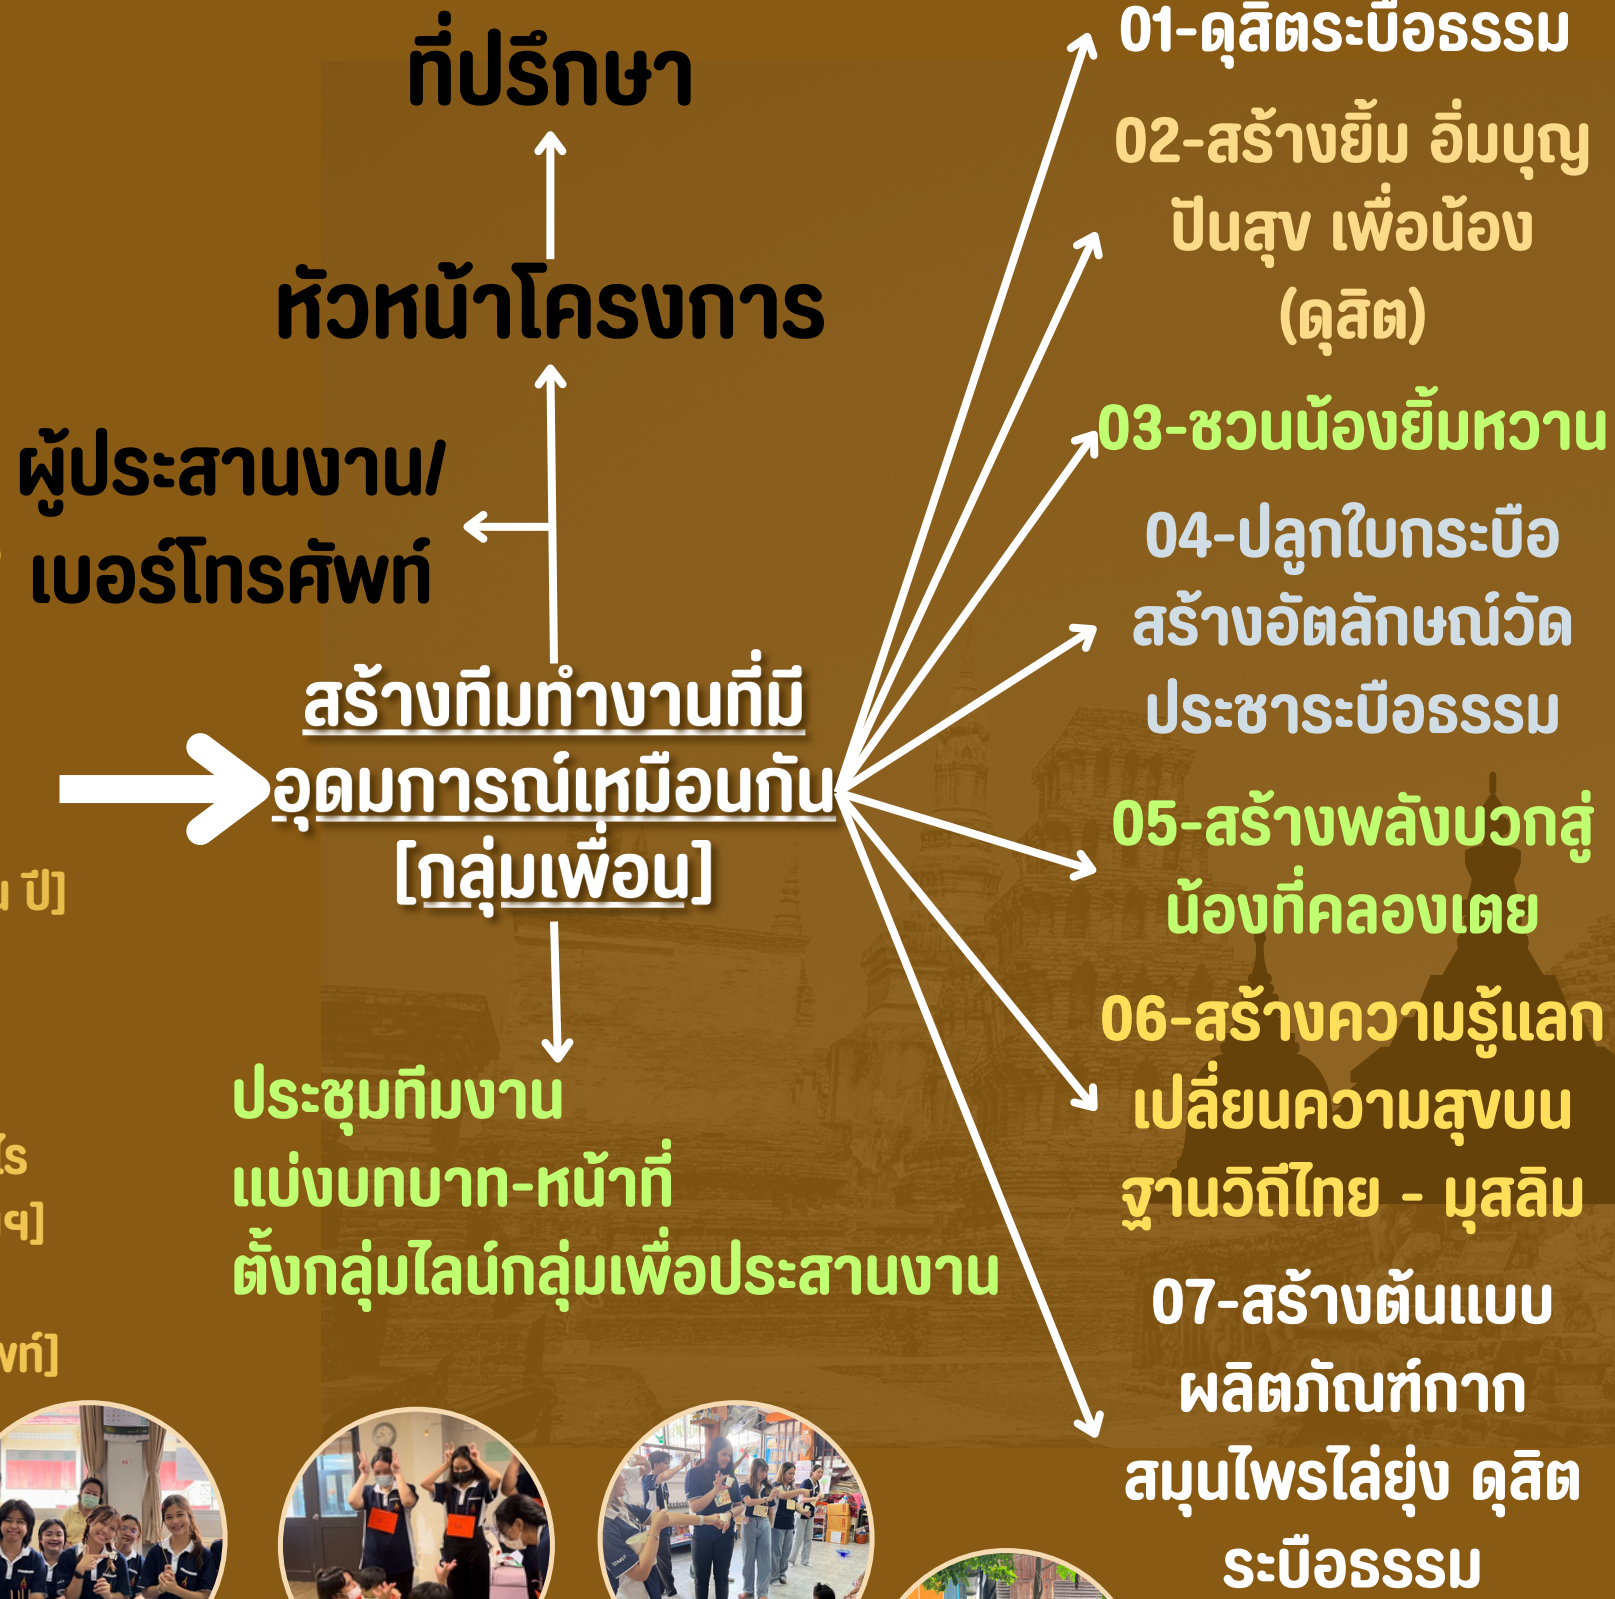 ที่ปรึกษา
หัวหน้าโครงการ
ผู้ประสานงาน/
เบอร์โทรศัพท์
สร้างทีมทำงานที่มี
อุดมการณ์เหมือนกัน
[กลุ่มเพื่อน]
ประชุมทีมงาน
แบ่งบทบาท-หน้าที่
ตั้งกลุ่มไลน์กลุ่มเพื่อประสานงาน
ปี]
01-ดุสิตระบือธรรม
02-สร้างยิ้ม อิ่มบุญ
ปันสุข เพื่อน้อง
(ดุสิต)
03-ชวนน้องยิ้มหวาน
04-ปลูกใบกระบือ
สร้างอัตลักษณ์วัด
ประชาระบือธรรม
05-สร้างพลังบวกสู่
น้องที่คลองเตย
06-สร้างความรู้แลก
เปลี่ยนความสุขบน
ฐานวิถีไทย - มุสลิม
07-สร้างต้นแบบ
ผลิตภัณฑ์กาก
สมุนไพรไล่ยุ่ง ดุสิต
ระบือธรรม